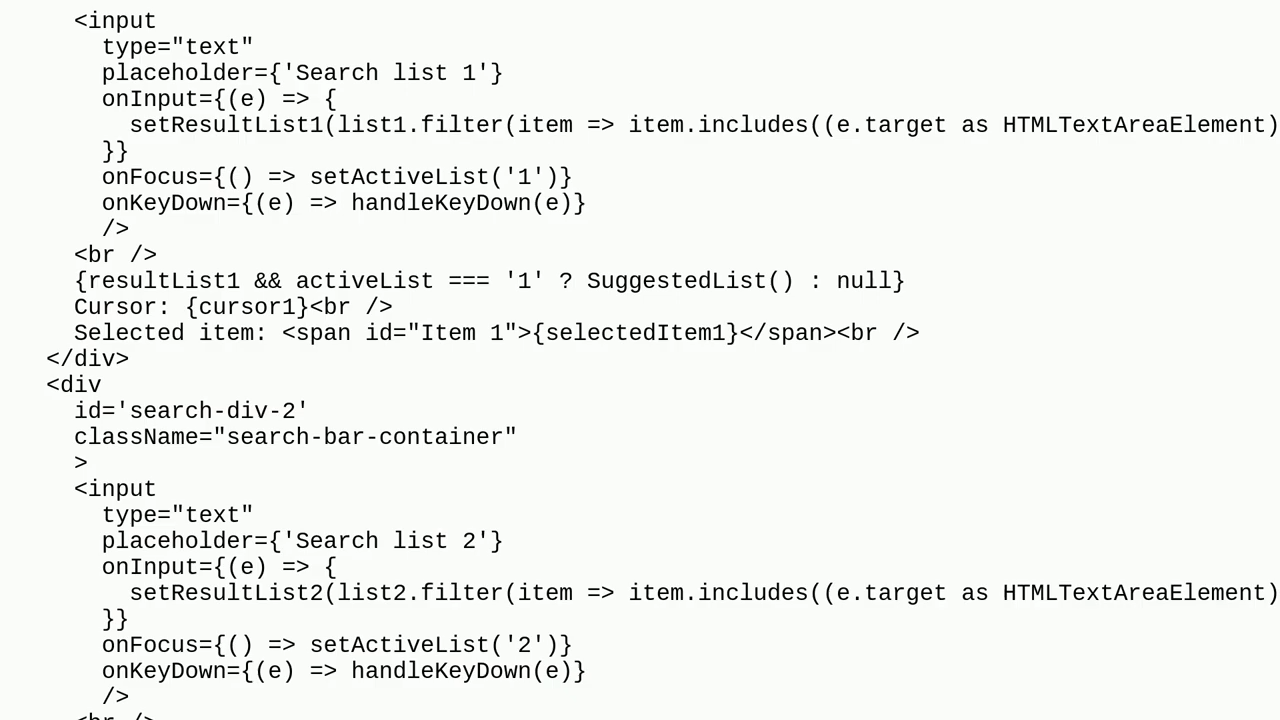 <input
type="text"
placeholder={'Search list 1'}
onInput={(e) => {
setResultList1(list1.filter(item => item.includes((e.target as HTMLTextAreaElement)
}}
onFocus={() => setActiveList('1')}
onKeyDown={(e) => handleKeyDown(e)}
/>
<br />
{resultList1 && activeList === '1' ? SuggestedList() : null}
Cursor: {cursor1}<br />
Selected item: <span id="Item 1">{selectedItem1}</span><br />
</div>
<div
id='search-div-2'
className="search-bar-container"
>
<input
type="text"
placeholder={'Search list 2'}
onInput={(e) => {
setResultList2(list2.filter(item => item.includes((e.target as HTMLTextAreaElement)
}}
onFocus={() => setActiveList('2')}
onKeyDown={(e) => handleKeyDown(e)}
/>
<br />